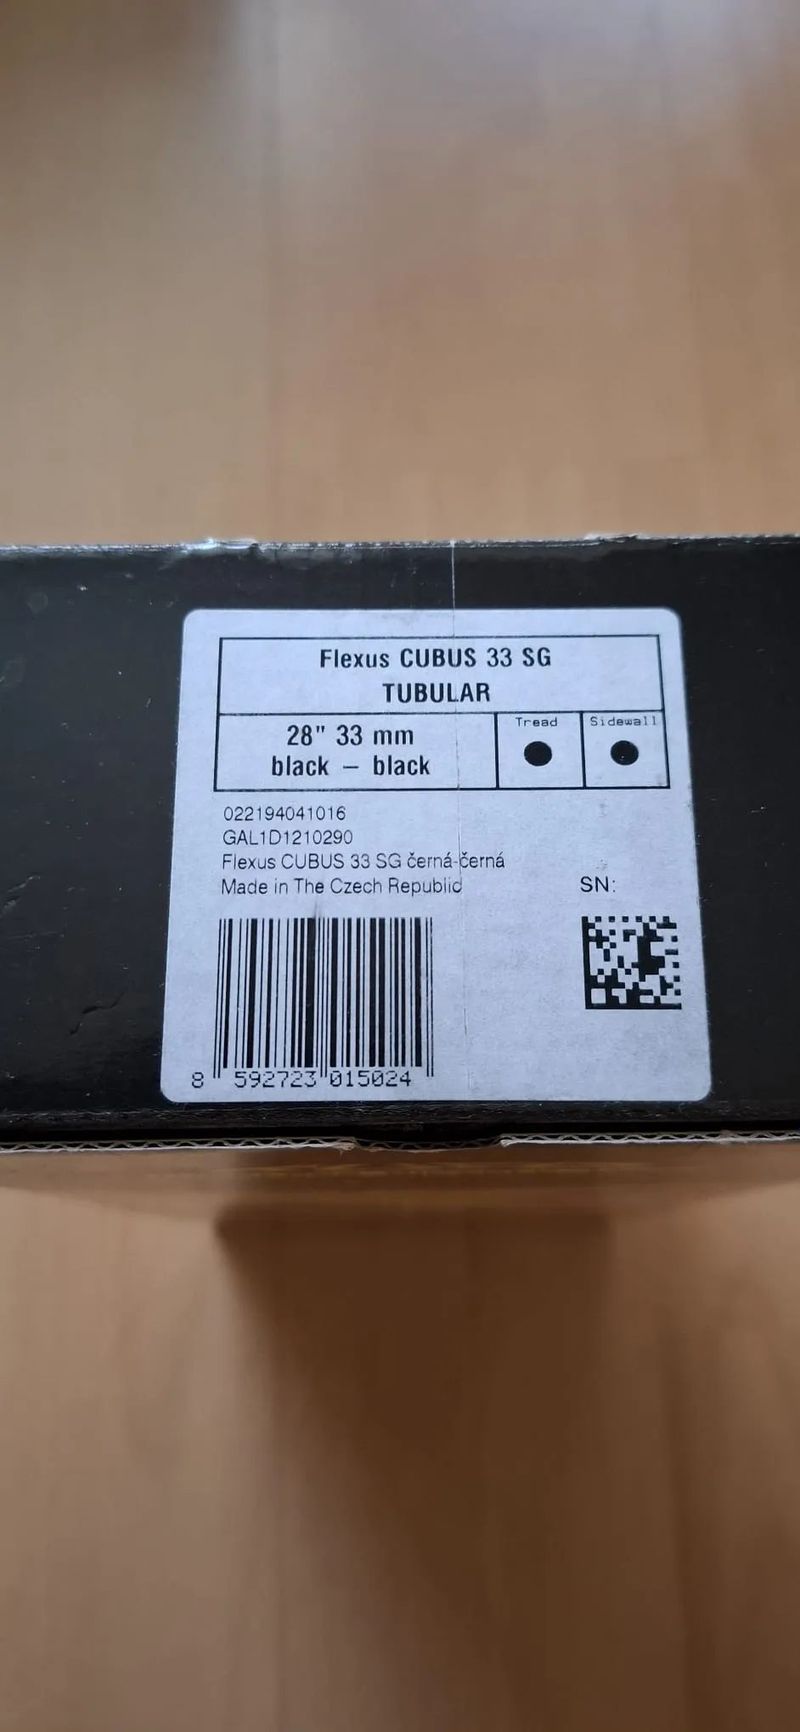 Flexus CUBUS 33 SG
TUBULAR
28" 33 mm
black – black
Tread
Sidewall
022194041016
GAL1D1210290
Flexus CUBUS 33 SG černá-černá
Made in The Czech Republic
SN:
8 592723 015024